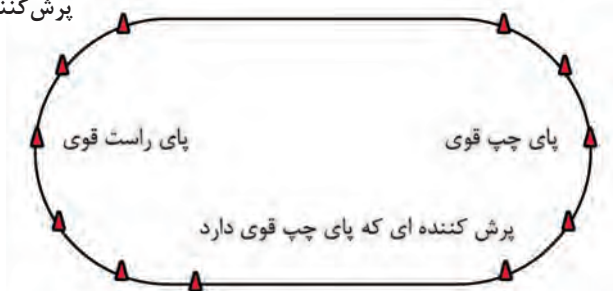 پای چپ قوی
پای راست قوی
پرش کننده ای که پای چپ قوی دارد